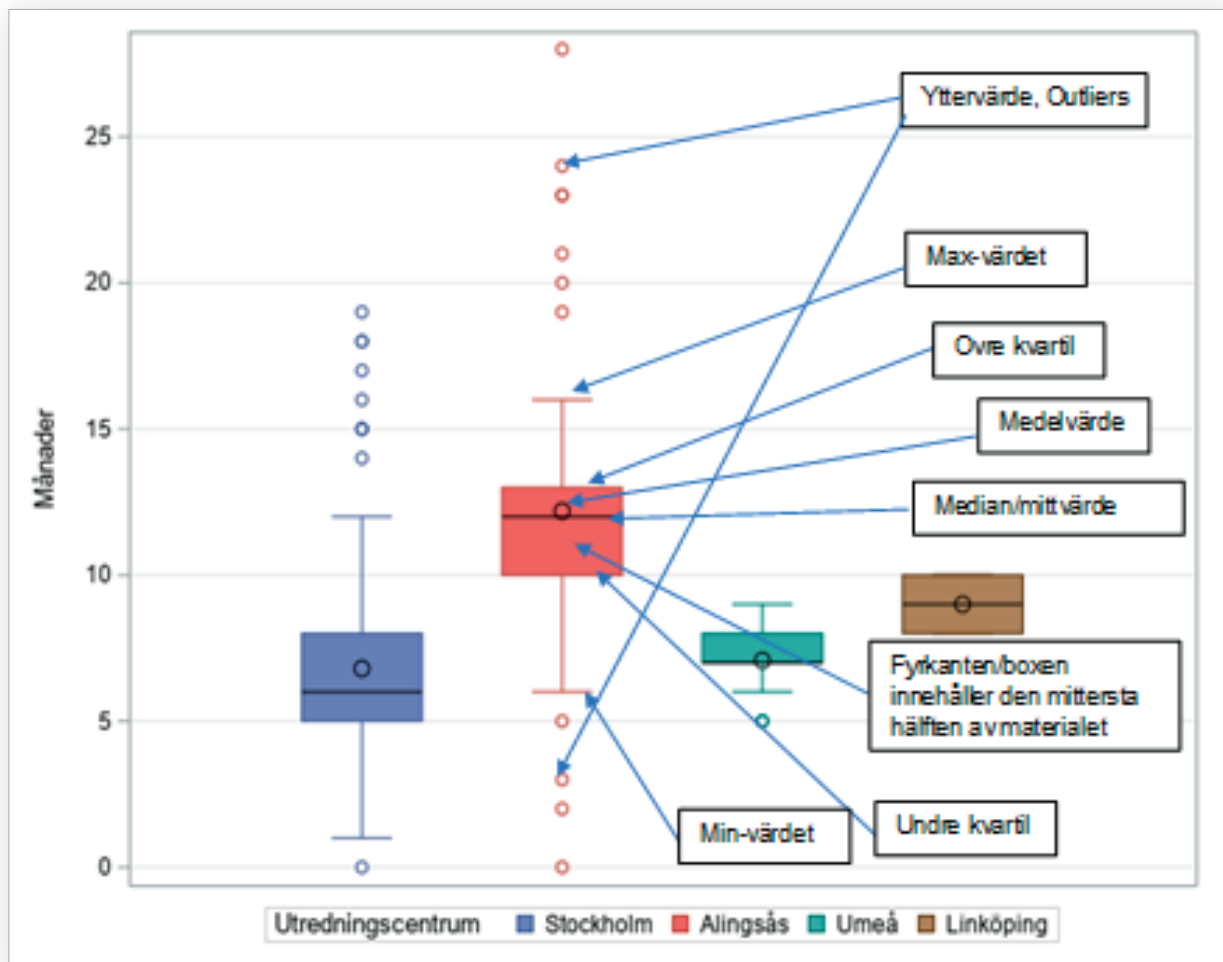 Yttervärde, Outliers
25
Max-värdet
20
Ovre kvartil
Medelvärde
15
Månader
Median/mittvärde
10
Fyrkanten/boxen
innehåller den mittersta
hälften av materialet
5
Undre kvartil
Min-värdet
0
Utredningscentrum Stockholm Alingsås Umeå Linköping